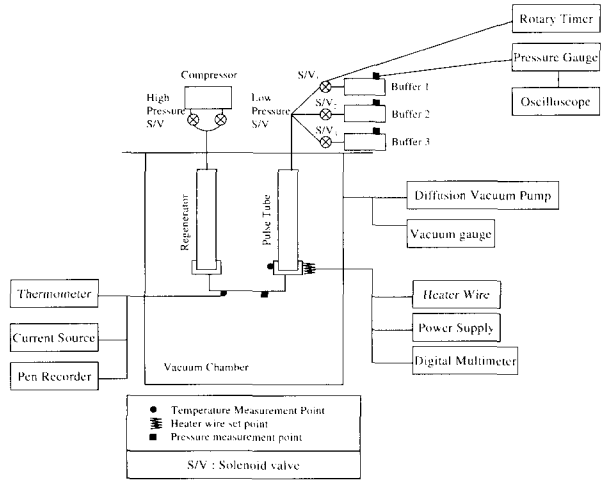 Rotary Timer
Pressure Gauge
Oscilloscope
Compressor
High
Pressure
S/V
Low
Pressure
S/V
S/V1
Buffer 1
S/V2
Buffer 2
S/V3
Buffer 3
Regenerator
Pulse Tube
Diffusion Vacuum Pump
Vacuum gauge
Thermometer
Current Source
Pen Recorder
Heater Wire
Power Supply
Digital Multimeter
Vacuum Chamber
Temperature Measurement Point
Heater wire set point
Pressure measurement point
S/V : Solenoid valve